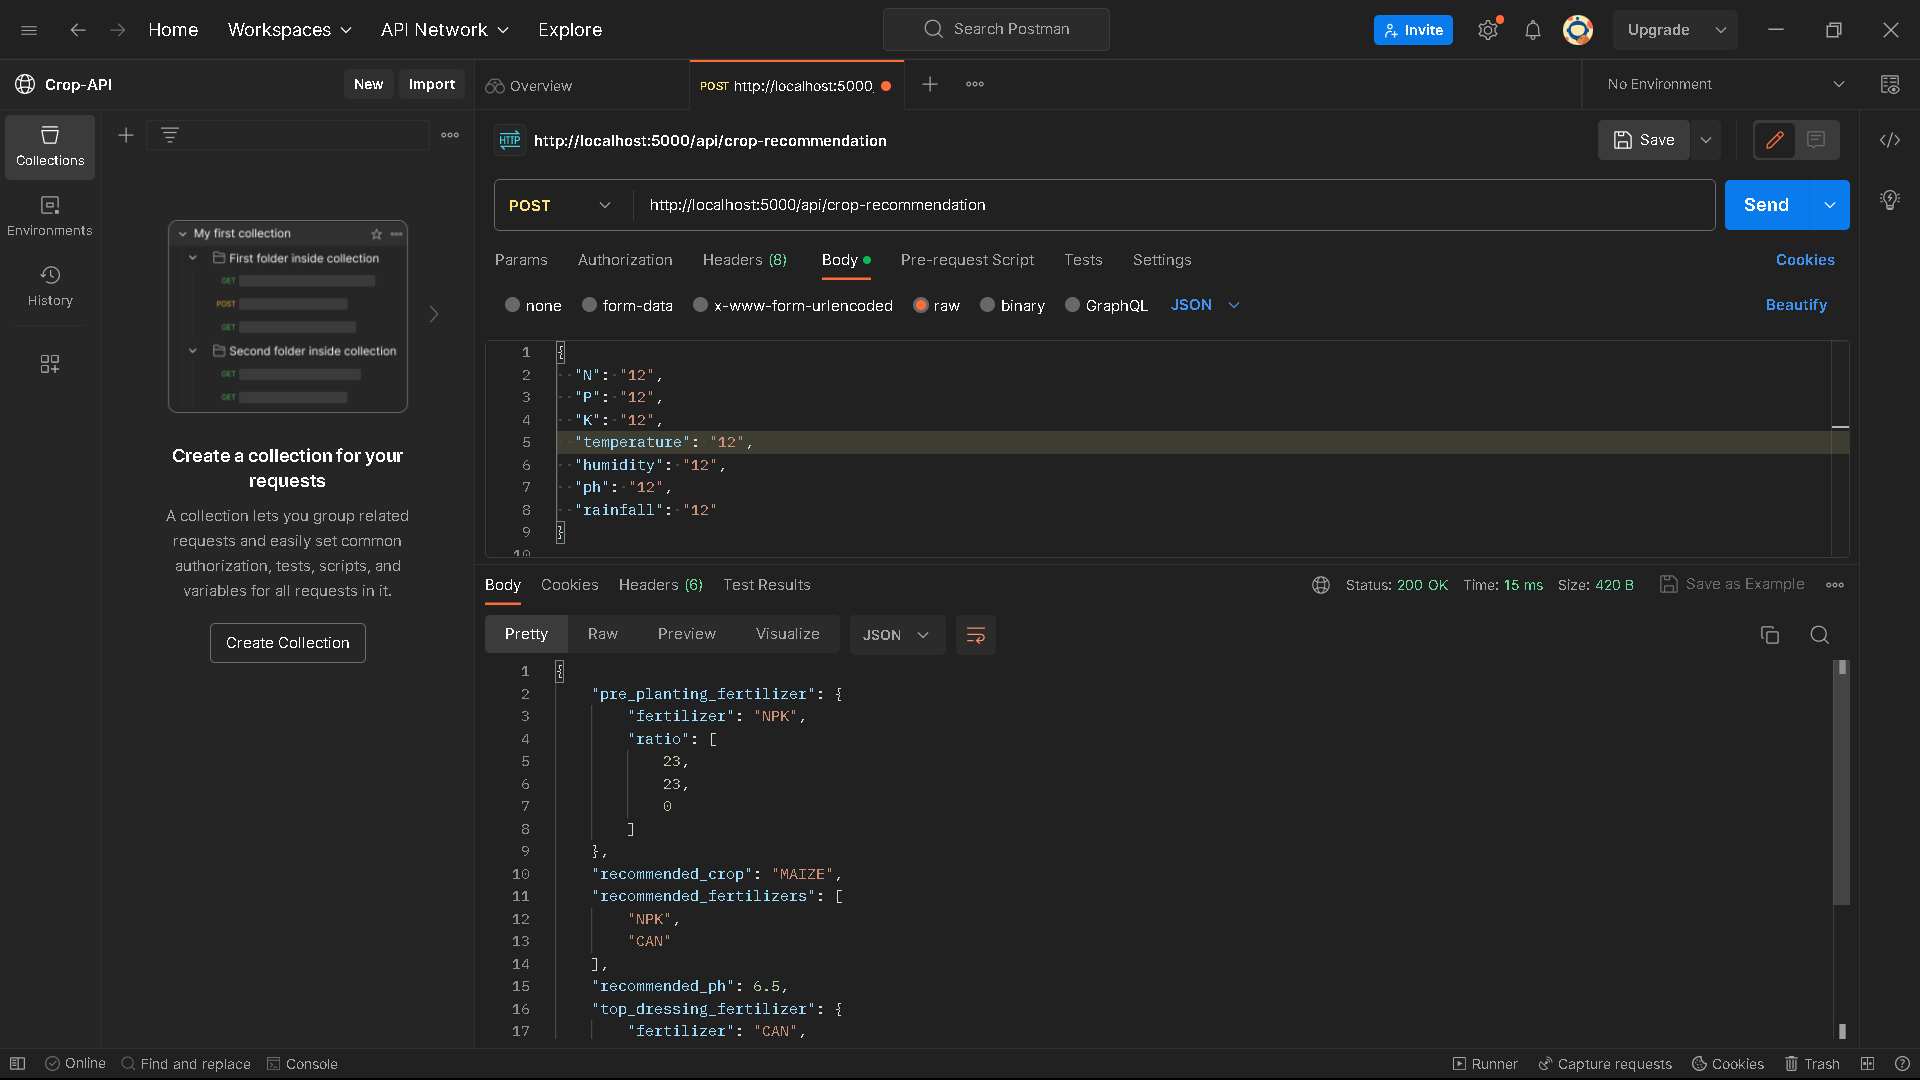 Home Workspaces API Network Explore Search Postman Invite Upgrade
Crop-API New Import Overview POST http://localhost:5000 No Environment
Collections
Environments
History
My first collection
First folder inside collection
GET
POST
GET
Second folder inside collection
GET
GET
Create a collection for your
requests
A collection lets you group related
requests and easily set common
authorization, tests, scripts, and
variables for all requests in it.
Create Collection
HTTP http://localhost:5000/api/crop-recommendation Save
POST http://localhost:5000/api/crop-recommendation Send
Params Authorization Headers (8) Body Pre-request Script Tests Settings Cookies
none form-data x-www-form-urlencoded raw binary GraphQL JSON Beautify
1 {
2 "N": "12",
3 "P": "12",
4 "K": "12",
5 "temperature": "12",
6 "humidity": "12",
7 "ph": "12",
8 "rainfall": "12"
9 }
10
Body Cookies Headers (6) Test Results Status: 200 OK Time: 15 ms Size: 420 B Save as Example
Pretty Raw Preview Visualize JSON
1 {
2 "pre_planting_fertilizer": {
3 "fertilizer": "NPK",
4 "ratio": [
5 23,
6 23,
7 0
8 ]
9 },
10 "recommended_crop": "MAIZE",
11 "recommended_fertilizers": [
12 "NPK",
13 "CAN"
14 ],
15 "recommended_ph": 6.5,
16 "top_dressing_fertilizer": {
17 "fertilizer": "CAN",
Online Find and replace Console Runner Capture requests Cookies Trash